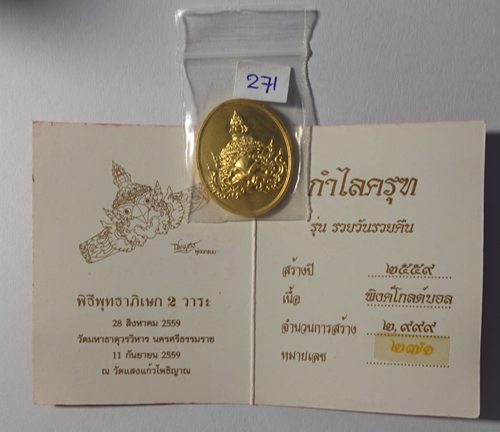 271
พิธีพุทธาภิเษก 2 วาระ
28 สิงหาคม 2559
วัดมหาธาตุวรวิหาร นครศรีธรรมราช
11 กันยายน 2559
ณ วัดแสงแก้วโพธิญาณ
กำไลครุฑ
รุ่น รวยวันรวยคืน
สร้างปี ๒๕๕๙
เนื้อ พิงค์โกลด์บอล
จำนวนการสร้าง ๒,๙๙๙
หมายเลข ๒๗๑